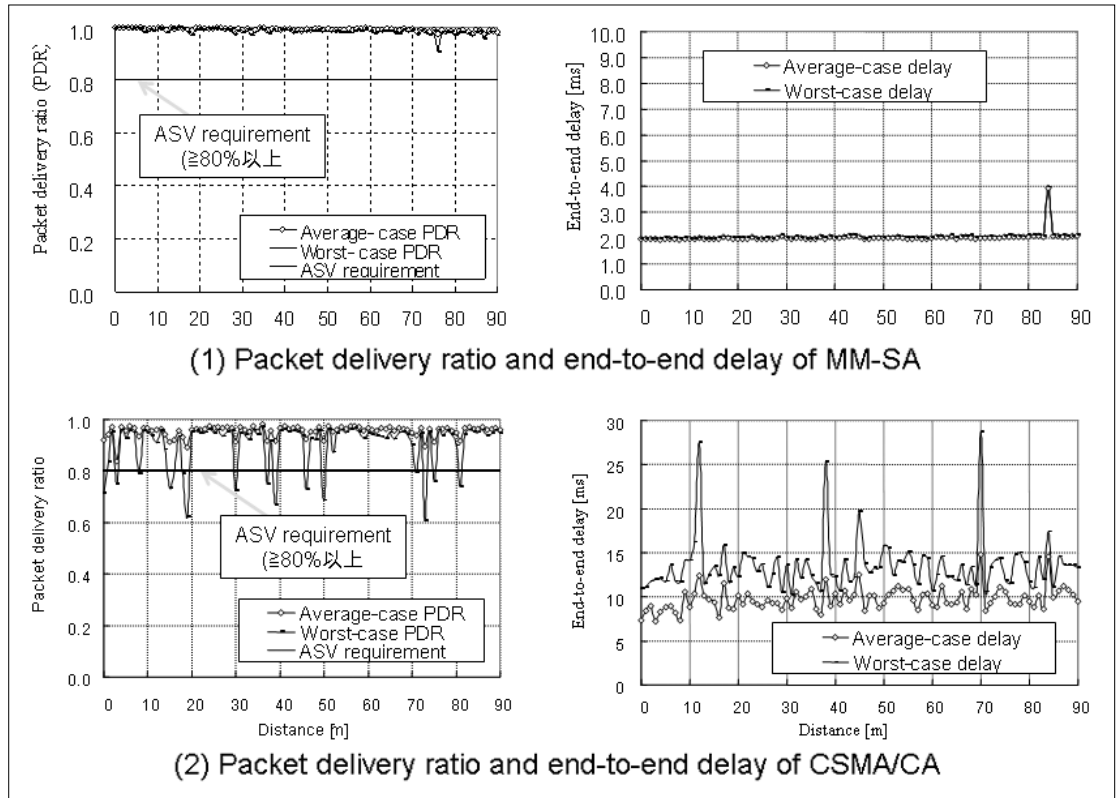 1.0
0.8
0.6
0.4
0.2
0.0
Packet delivery ratio (PDR)
ASV requirement
(≧80%以上
Average- case PDR
Worst- case PDR
ASV requirement
0 10 20 30 40 50 60 70 80 90
10.0
9.0
8.0
7.0
6.0
5.0
4.0
3.0
2.0
1.0
0.0
End-to-end delay [ms]
Average-case delay
Worst-case delay
0 10 20 30 40 50 60 70 80 90
(1) Packet delivery ratio and end-to-end delay of MM-SA
1.0
0.8
0.6
0.4
0.2
0.0
Packet delivery ratio
ASV requirement
(≧80%以上
Average-case PDR
Worst-case PDR
ASV requirement
0 10 20 30 40 50 60 70 80 90
Distance [m]
30
25
20
15
10
5
0
End-to-end delay [ms]
Average-case delay
Worst-case delay
0 10 20 30 40 50 60 70 80 90
Distance [m]
(2) Packet delivery ratio and end-to-end delay of CSMA/CA